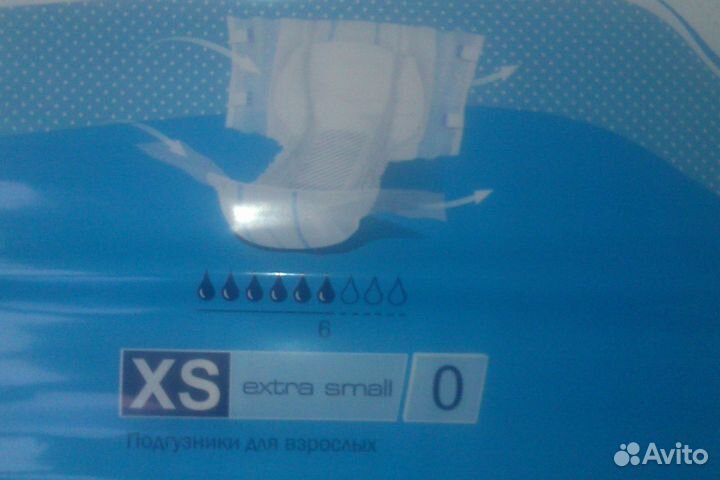 6
XS extra small 0
Подгузники для взрослых
Avito